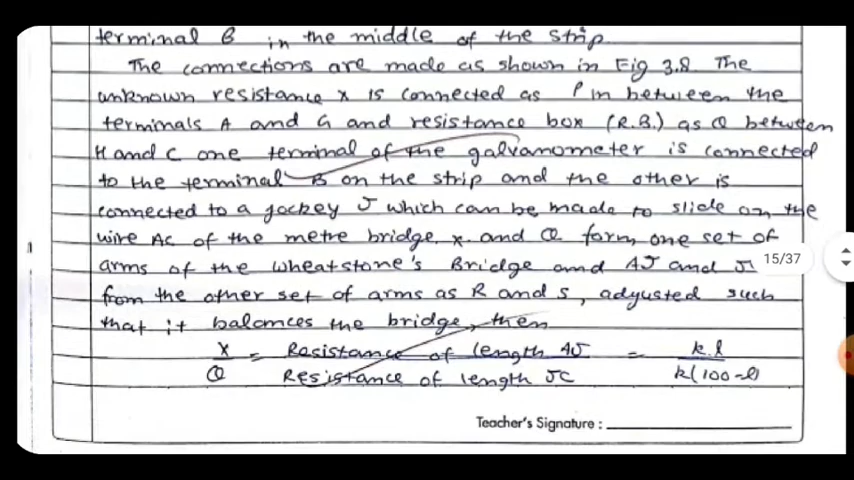 terminal B in the middle of the strip
The connections are made as shown in Fig 3.8. The
unknown resistance x is connected as P in between the
terminals A and G and resistance box (R.B.) as Q between
H and C one terminal of the galvanometer is connected
to the terminal B on the strip and the other is
connected to a jockey J which can be made to slide on the
wire AC of the metre bridge. x and Q form one set of
arms of the wheatstone's Bridge and AJ and J
15/37
from the other set of arms as R and S, adjusted such
that it balances the bridge, then
X = Resistance of length AJ = k.l
Q Resistance of length JC k(100-l)
Teacher's Signature :